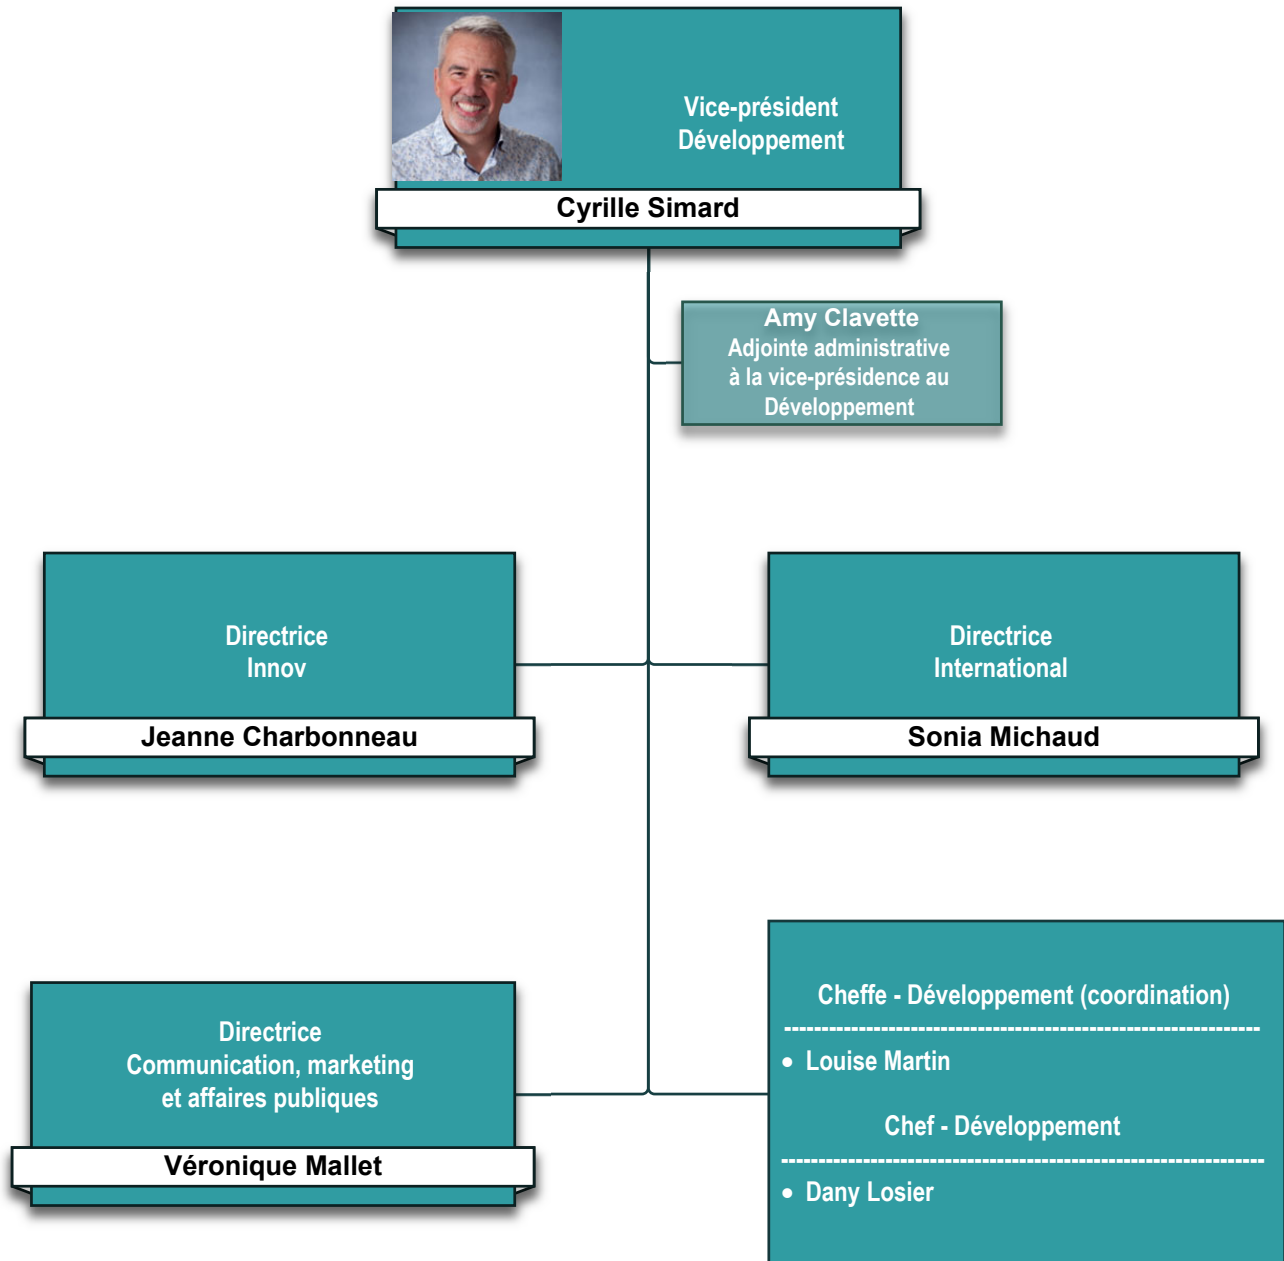 Vice-président
Développement
Cyrille Simard
Amy Clavette
Adjointe administrative
à la vice-présidence au
Développement
Directrice
Innov
Jeanne Charbonneau
Directrice
International
Sonia Michaud
Directrice
Communication, marketing
et affaires publiques
Véronique Mallet
Cheffe - Développement (coordination)
----------------------------------------------------------------
• Louise Martin
Chef - Développement
-----------------------------------------------------------------
• Dany Losier